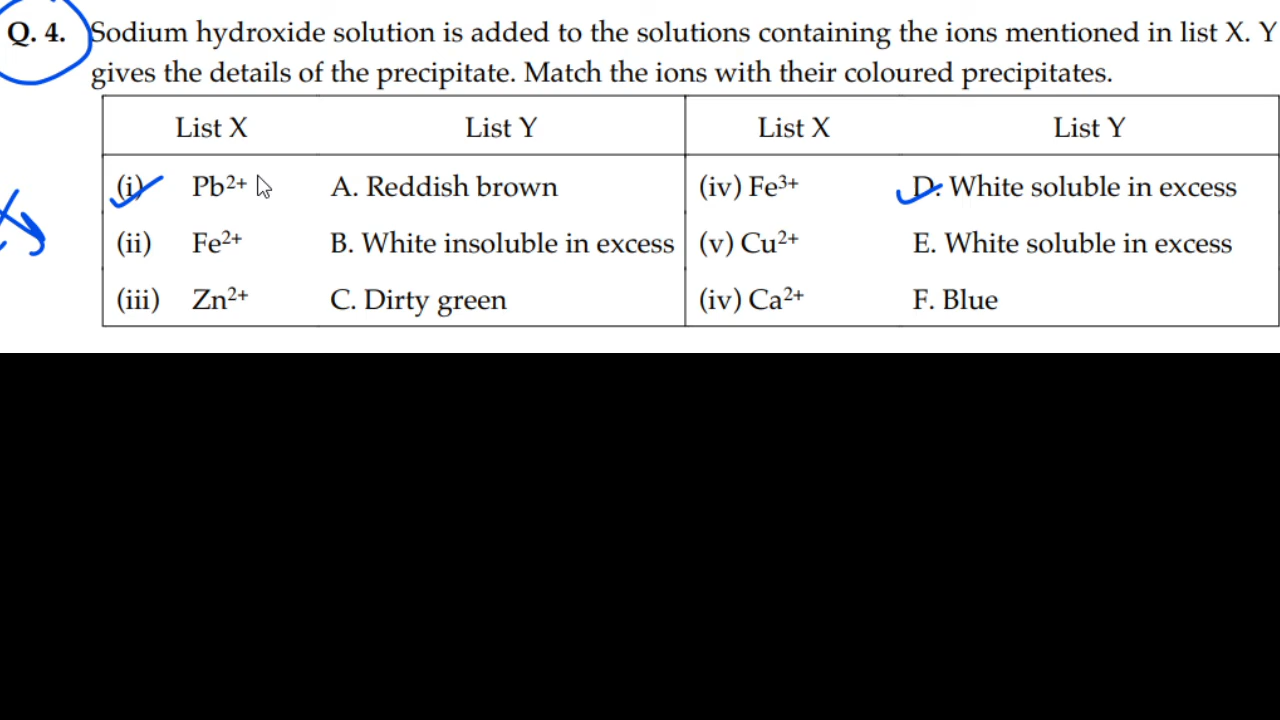 Q. 4. Sodium hydroxide solution is added to the solutions containing the ions mentioned in list X. Y
gives the details of the precipitate. Match the ions with their coloured precipitates.
List X List Y List X List Y
(i) Pb²⁺ A. Reddish brown (iv) Fe³⁺ D. White soluble in excess
(ii) Fe²⁺ B. White insoluble in excess (v) Cu²⁺ E. White soluble in excess
(iii) Zn²⁺ C. Dirty green (iv) Ca²⁺ F. Blue